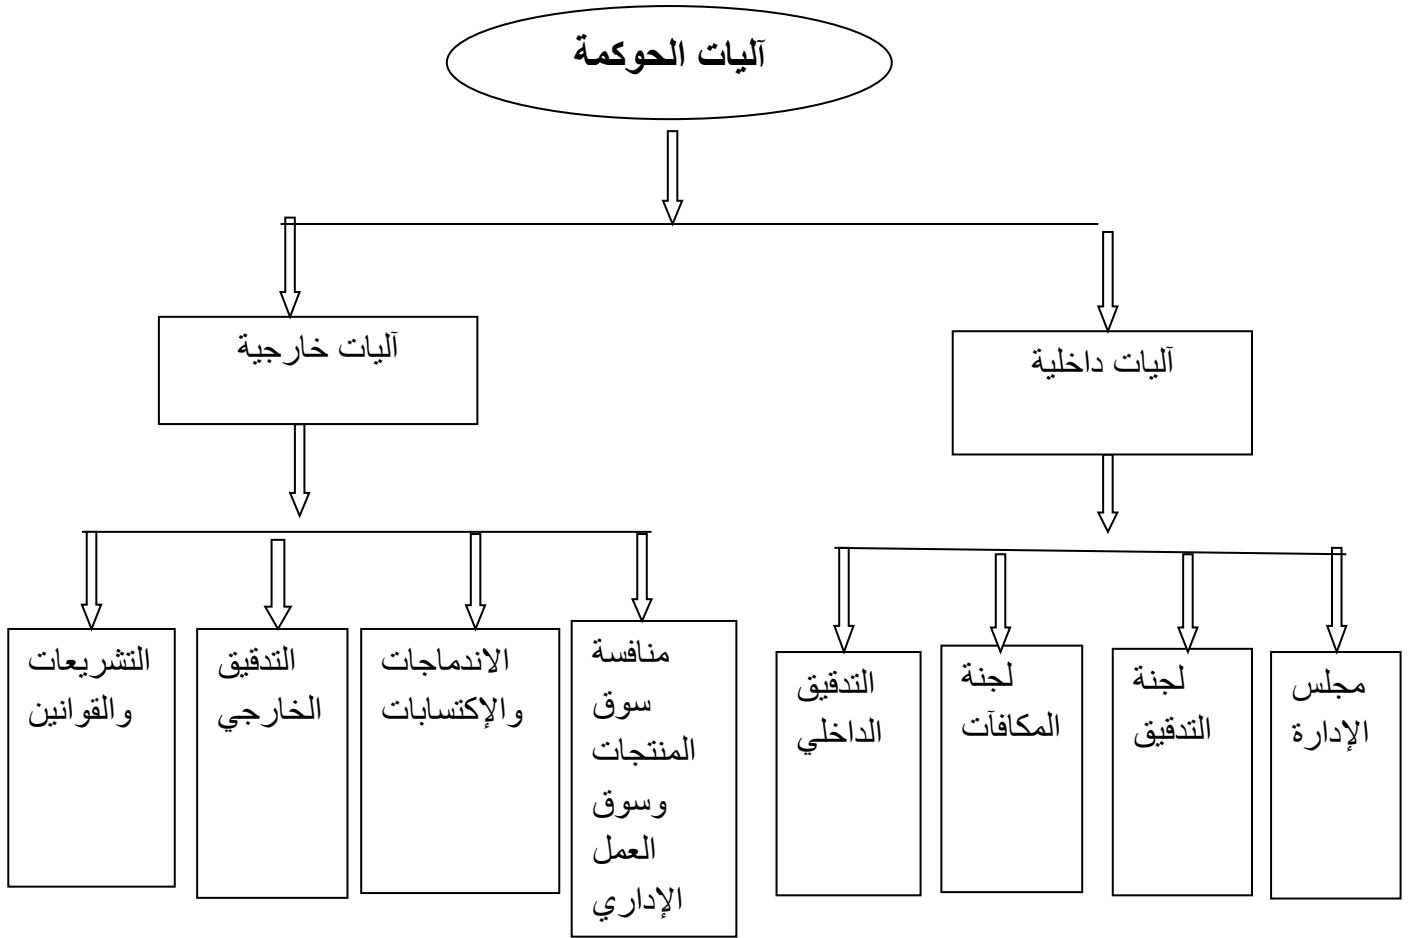 آليات الحوكمة
آليات داخلية
آليات خارجية
مجلس
الإدارة
لجنة
التدقيق
لجنة
المكافآت
التدقيق
الداخلي
منافسة
سوق
المنتجات
وسوق
العمل
الإداري
الاندماجات
والإكتسابات
التدقيق
الخارجي
التشريعات
والقوانين